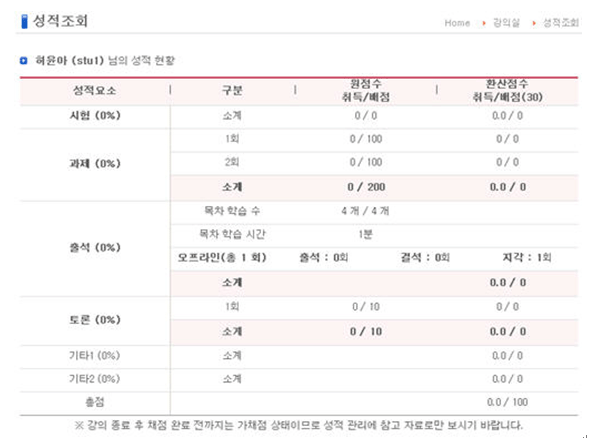 성적조회
Home 강의실 성적조회
허윤마 (stu1) 님의 성적 현황
성적요소 | 구분 | 원점수 취득/배점 | 환산점수 취득/배점(30)
시험 (0%) 소계 0 / 0 0.0 / 0
1회 0 / 100 0 / 0
과제 (0%) 2회 0 / 100 0 / 0
소계 0 / 200 0.0 / 0
목차 학습 수 4 개 / 4 개
목차 학습 시간 1분
출석 (0%) 오프라인(총 1 회) 출석 : 0회 결석 : 0회 지각 : 1회
소계 0.0 / 0
토론 (0%) 1회 0 / 10 0 / 0
소계 0 / 10 0.0 / 0
기타1 (0%) 소계 0.0 / 0
기타2 (0%) 소계 0.0 / 0
총점 0.0 / 100
※ 강의 종료 후 채점 완료 전까지는 가채점 상태이므로 성적 관리에 참고 자료로만 보시기 바랍니다.